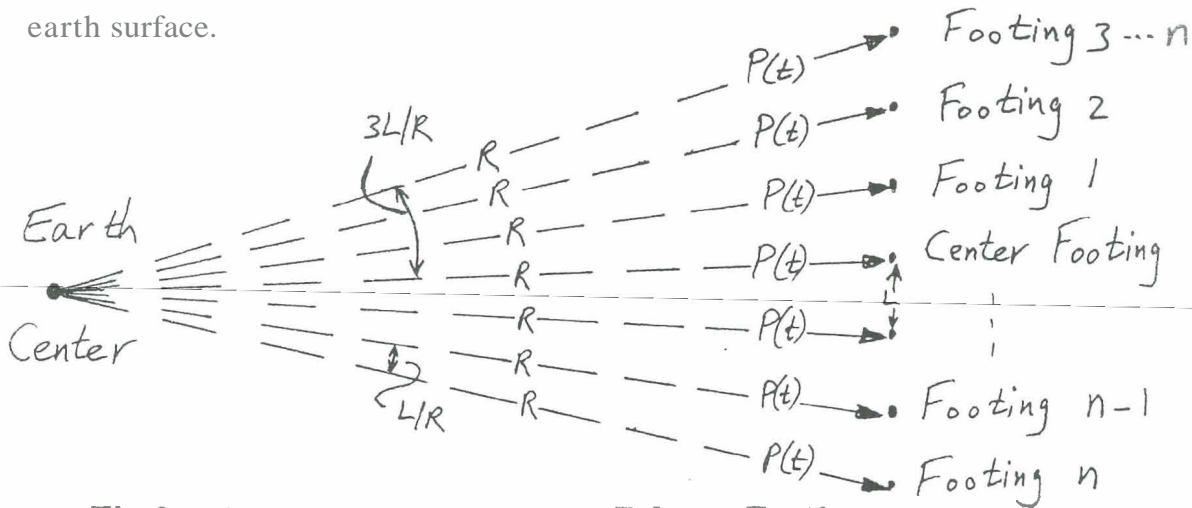 earth surface.
Footing 3 --- n
P(t)
Footing 2
P(t)
3L/R
R
Footing 1
P(t)
R
Earth
R
Center Footing
P(t)
R
L
R
P(t)
Center
R
P(t)
Footing n-1
L/R
R
P(t)
Footing n